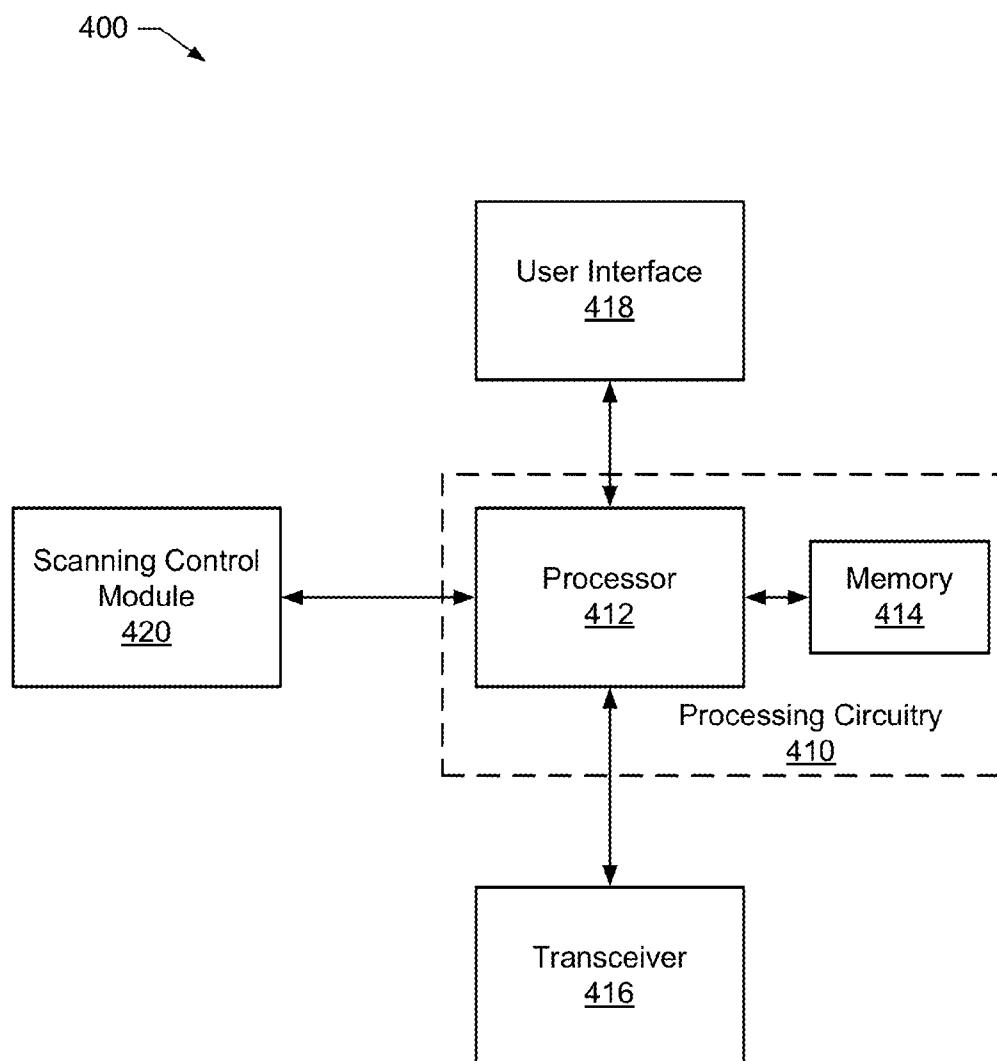 400
User Interface
418
Scanning Control
Module
420
Processor
412
Memory
414
Processing Circuitry
410
Transceiver
416